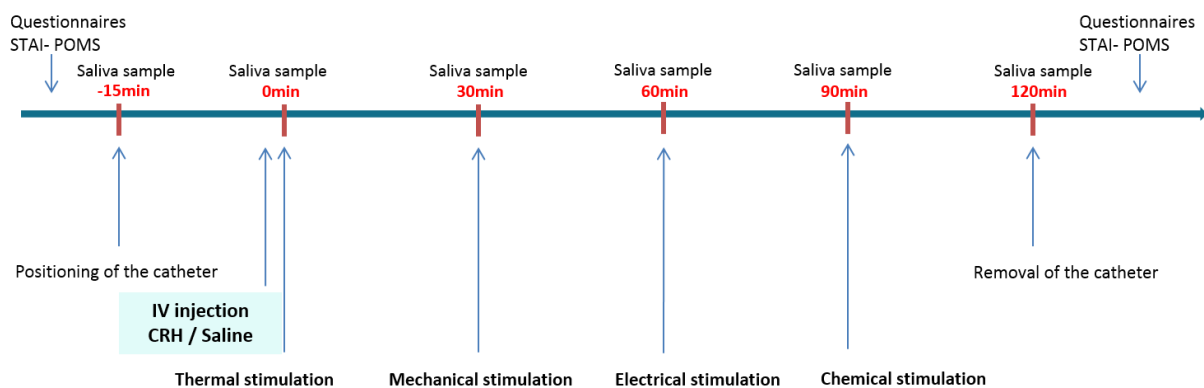 Questionnaires
STAI- POMS
Questionnaires
STAI- POMS
Saliva sample
-15min
Saliva sample
0min
Saliva sample
30min
Saliva sample
60min
Saliva sample
90min
Saliva sample
120min
Positioning of the catheter
Removal of the catheter
IV injection
CRH / Saline
Thermal stimulation
Mechanical stimulation
Electrical stimulation
Chemical stimulation